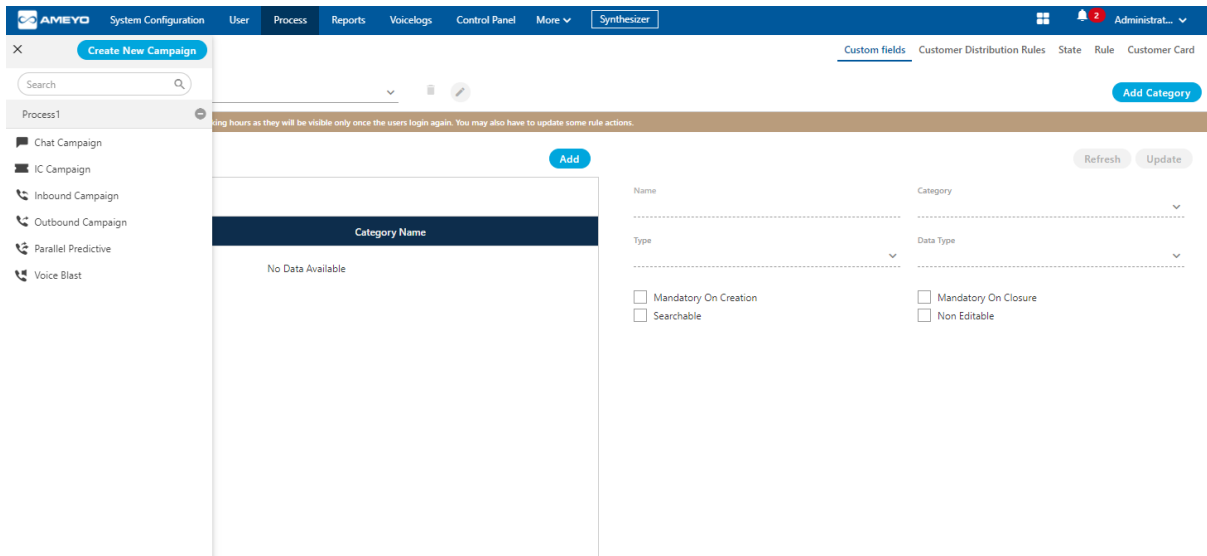 AMEYO System Configuration User Process Reports Voicelogs Control Panel More Synthesizer 2 Administrat...
Create New Campaign
Custom fields Customer Distribution Rules State Rule Customer Card
Search
Add Category
Process1
hours as they will be visible only once the users login again. You may also have to update some rule actions.
Chat Campaign
Add
Refresh Update
IC Campaign
Inbound Campaign
Name Category
Outbound Campaign
Category Name
Type Data Type
Parallel Predictive
Voice Blast
No Data Available
Mandatory On Creation Mandatory On Closure
Searchable Non Editable